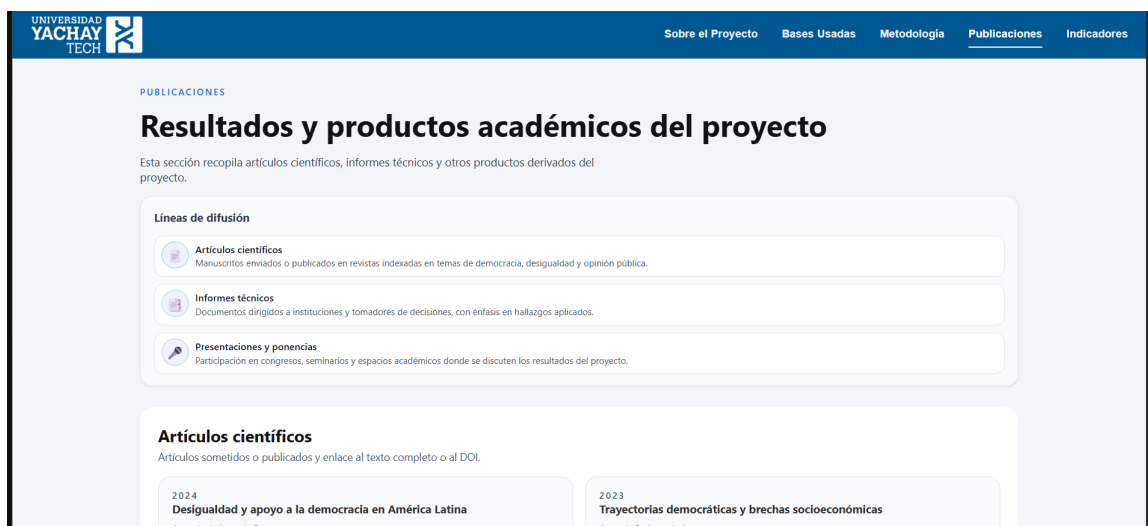 UNIVERSIDAD
YACHAY
TECH
Sobre el Proyecto Bases Usadas Metodología Publicaciones Indicadores
PUBLICACIONES
Resultados y productos académicos del proyecto
Esta sección recopila artículos científicos, informes técnicos y otros productos derivados del
proyecto.
Líneas de difusión
Artículos científicos
Manuscritos enviados o publicados en revistas indexadas en temas de democracia, desigualdad y opinión pública.
Informes técnicos
Documentos dirigidos a instituciones y tomadores de decisiones, con énfasis en hallazgos aplicados.
Presentaciones y ponencias
Participación en congresos, seminarios y espacios académicos donde se discuten los resultados del proyecto.
Artículos científicos
Artículos sometidos o publicados y enlace al texto completo o al DOI.
2024
Desigualdad y apoyo a la democracia en América Latina
2023
Trayectorias democráticas y brechas socioeconómicas